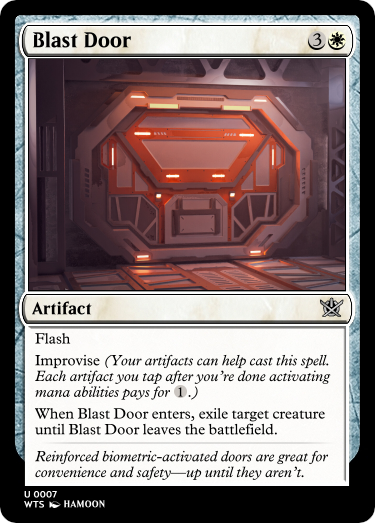 Blast Door 3
Artifact
Flash
Improvise (Your artifacts can help cast this spell.
Each artifact you tap after you're done activating
mana abilities pays for 1.)
When Blast Door enters, exile target creature
until Blast Door leaves the battlefield.
Reinforced biometric-activated doors are great for
convenience and safety—up until they aren't.
U 0007
WTS HAMOON